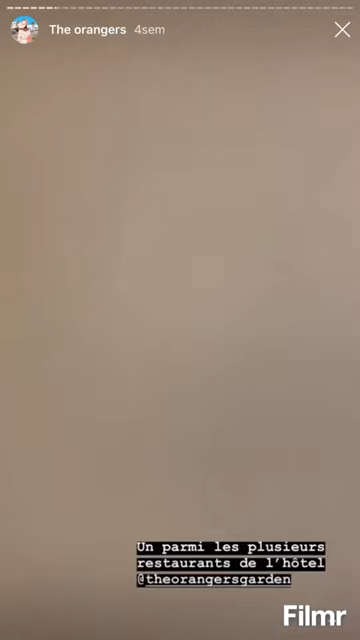 The orangers 4sem
Un parmi les plusieurs
restaurants de l'hôtel
@theorangersgarden
Filmr